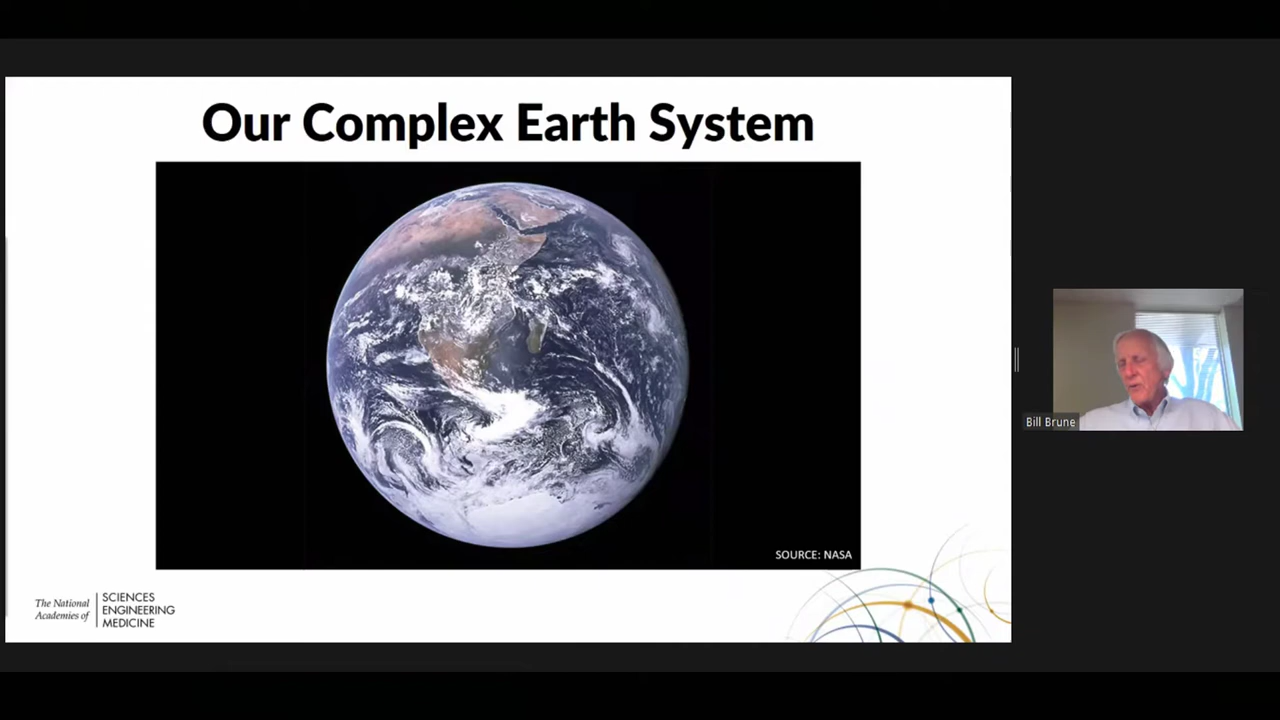 Our Complex Earth System
SOURCE: NASA
The National
Academies of
SCIENCES
ENGINEERING
MEDICINE
Bill Brune